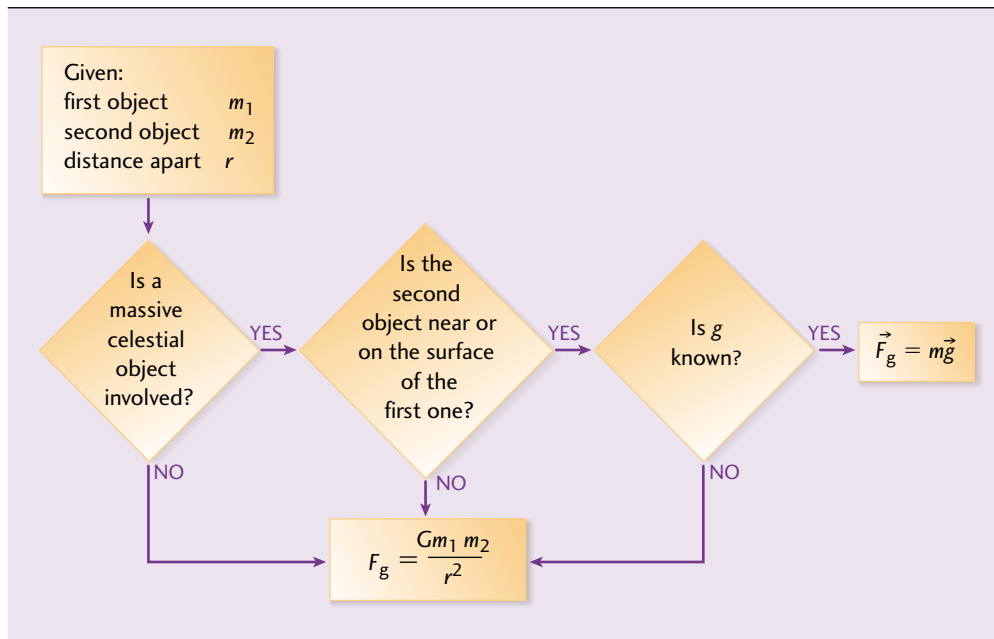 Given:
first object m₁
second object m₂
distance apart r
Is a
massive
celestial
object
involved?
YES
NO
Is the
second
object near or
on the surface
of the
first one?
YES
NO
Is g
known?
YES
NO
F⃗g = mg⃗
Fg = Gm₁ m₂ / r²